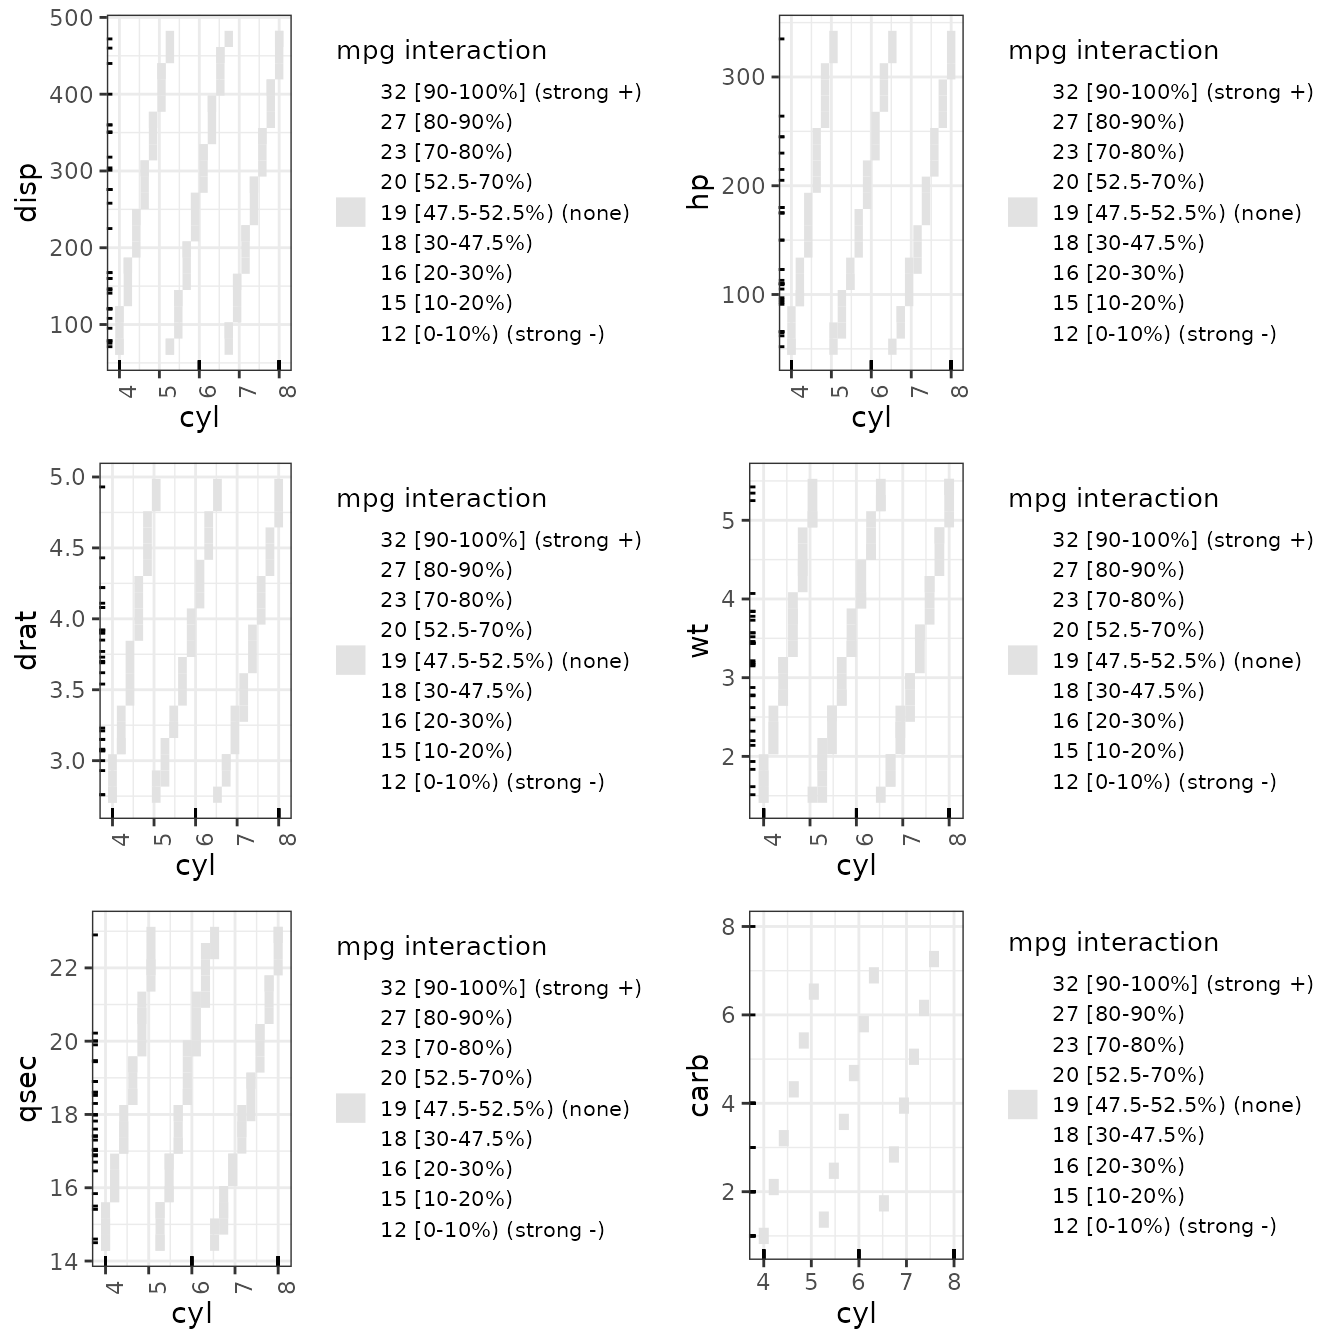 500
400
300
200
100
disp
4 5 6 7 8
cyl
mpg interaction
32 [90-100%] (strong +)
27 [80-90%)
23 [70-80%)
20 [52.5-70%)
19 [47.5-52.5%) (none)
18 [30-47.5%)
16 [20-30%)
15 [10-20%)
12 [0-10%) (strong -)
300
200
100
hp
4 5 6 7 8
cyl
mpg interaction
32 [90-100%] (strong +)
27 [80-90%)
23 [70-80%)
20 [52.5-70%)
19 [47.5-52.5%) (none)
18 [30-47.5%)
16 [20-30%)
15 [10-20%)
12 [0-10%) (strong -)
5.0
4.5
4.0
3.5
3.0
drat
4 5 6 7 8
cyl
mpg interaction
32 [90-100%] (strong +)
27 [80-90%)
23 [70-80%)
20 [52.5-70%)
19 [47.5-52.5%) (none)
18 [30-47.5%)
16 [20-30%)
15 [10-20%)
12 [0-10%) (strong -)
5
4
3
2
wt
4 5 6 7 8
cyl
mpg interaction
32 [90-100%] (strong +)
27 [80-90%)
23 [70-80%)
20 [52.5-70%)
19 [47.5-52.5%) (none)
18 [30-47.5%)
16 [20-30%)
15 [10-20%)
12 [0-10%) (strong -)
22
20
18
16
14
qsec
4 5 6 7 8
cyl
mpg interaction
32 [90-100%] (strong +)
27 [80-90%)
23 [70-80%)
20 [52.5-70%)
19 [47.5-52.5%) (none)
18 [30-47.5%)
16 [20-30%)
15 [10-20%)
12 [0-10%) (strong -)
8
6
4
2
carb
4 5 6 7 8
cyl
mpg interaction
32 [90-100%] (strong +)
27 [80-90%)
23 [70-80%)
20 [52.5-70%)
19 [47.5-52.5%) (none)
18 [30-47.5%)
16 [20-30%)
15 [10-20%)
12 [0-10%) (strong -)